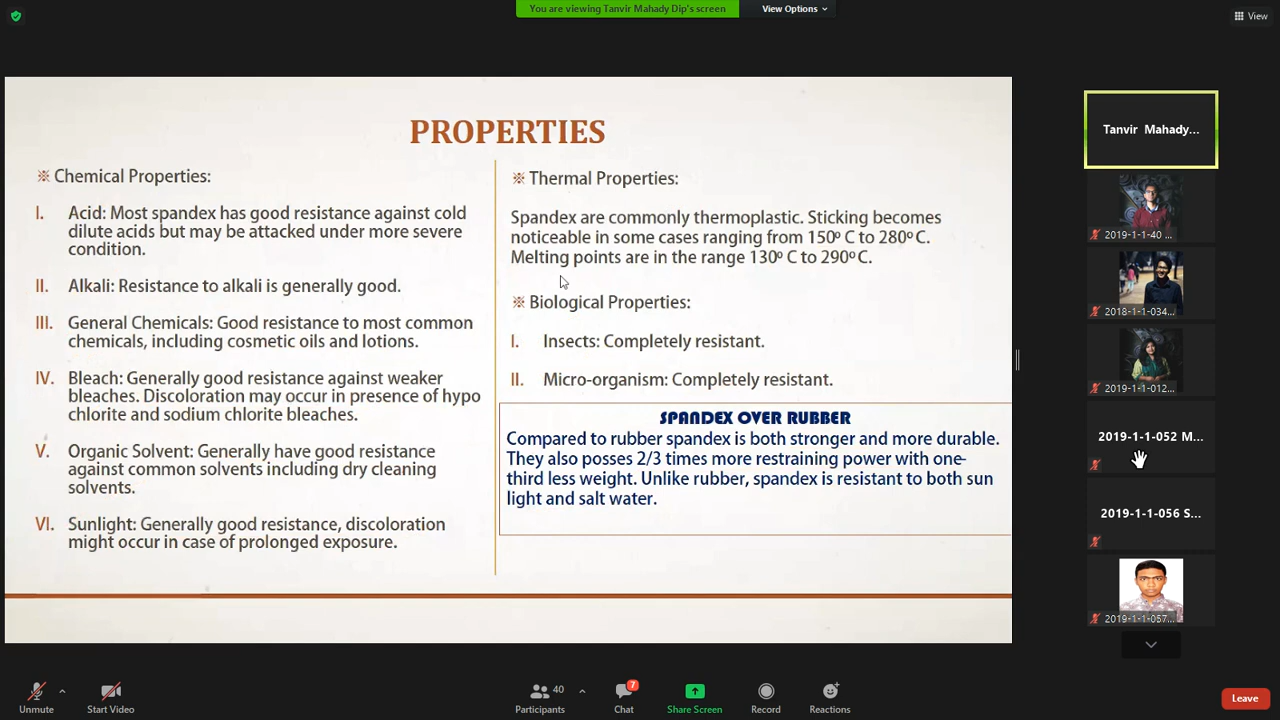 You are viewing Tanvir Mahady Dip's screen
View Options
View
PROPERTIES
※ Chemical Properties:
I. Acid: Most spandex has good resistance against cold
dilute acids but may be attacked under more severe
condition.
II. Alkali: Resistance to alkali is generally good.
III. General Chemicals: Good resistance to most common
chemicals, including cosmetic oils and lotions.
IV. Bleach: Generally good resistance against weaker
bleaches. Discoloration may occur in presence of hypo
chlorite and sodium chlorite bleaches.
V. Organic Solvent: Generally have good resistance
against common solvents including dry cleaning
solvents.
VI. Sunlight: Generally good resistance, discoloration
might occur in case of prolonged exposure.
※ Thermal Properties:
Spandex are commonly thermoplastic. Sticking becomes
noticeable in some cases ranging from 150º C to 280º C.
Melting points are in the range 130º C to 290º C.
※ Biological Properties:
I. Insects: Completely resistant.
II. Micro-organism: Completely resistant.
SPANDEX OVER RUBBER
Compared to rubber spandex is both stronger and more durable.
They also posses 2/3 times more restraining power with one-
third less weight. Unlike rubber, spandex is resistant to both sun
light and salt water.
Tanvir Mahady...
2019-1-1-40 ...
2018-1-1-034...
2019-1-1-012...
2019-1-1-052 M...
2019-1-1-056 S...
2019-1-1-057...
Unmute
Start Video
40
Participants
7
Chat
Share Screen
Record
Reactions
Leave